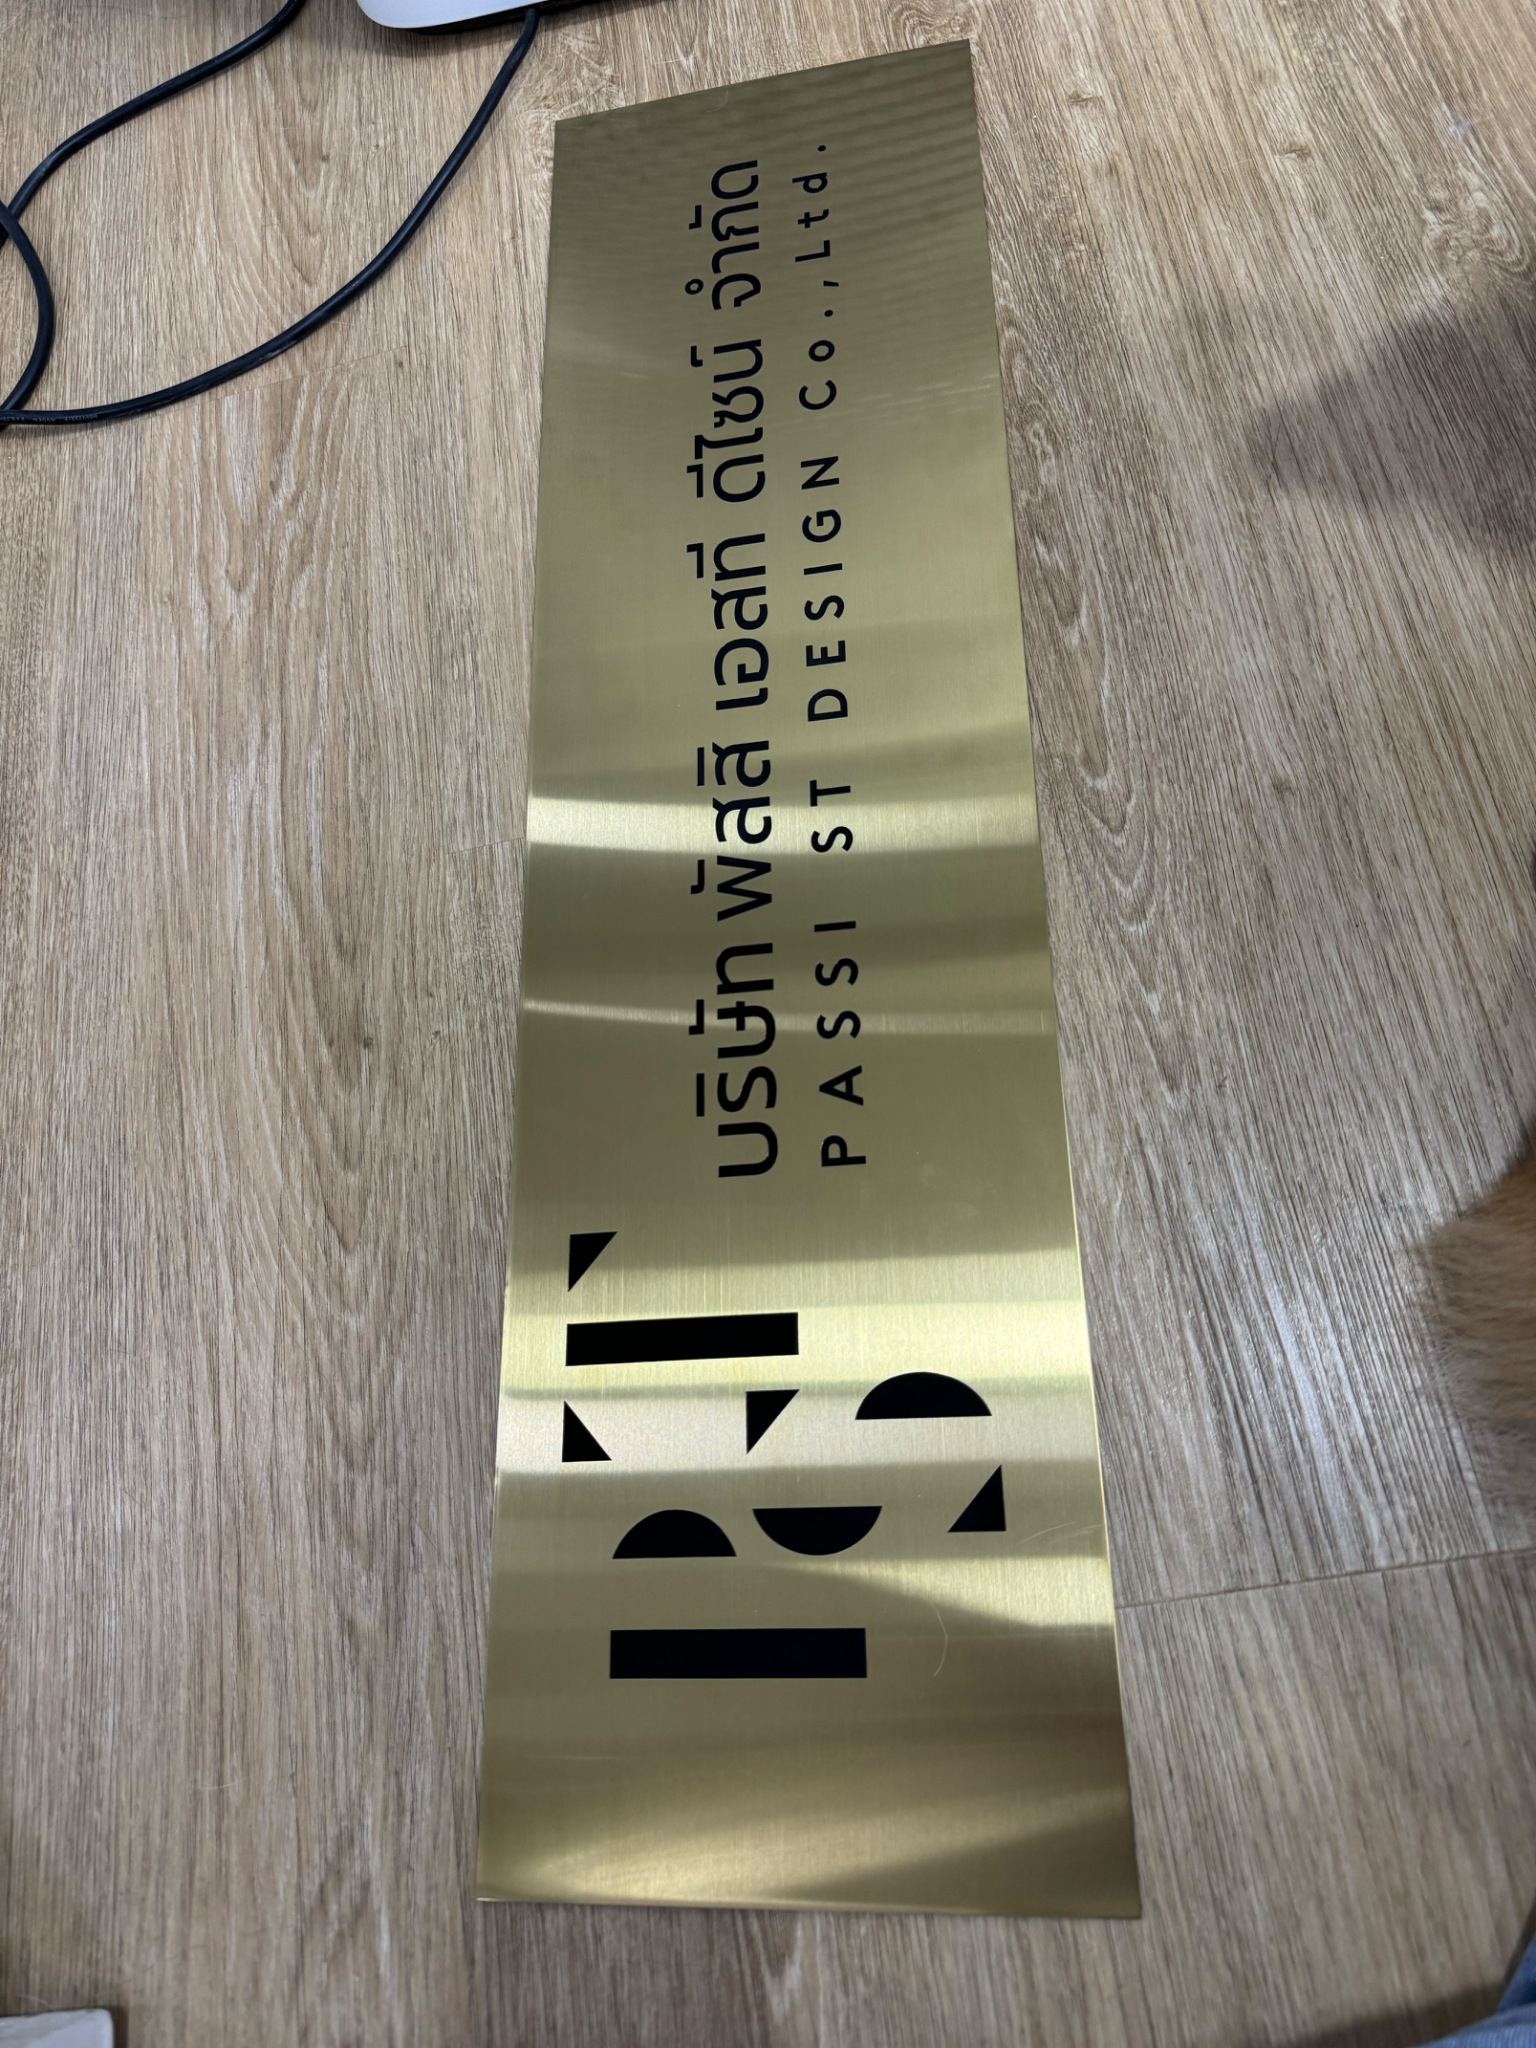 บริษัท พัสสิ เอสที ดีไซน์ จำกัด
PASSI ST DESIGN Co.,Ltd.